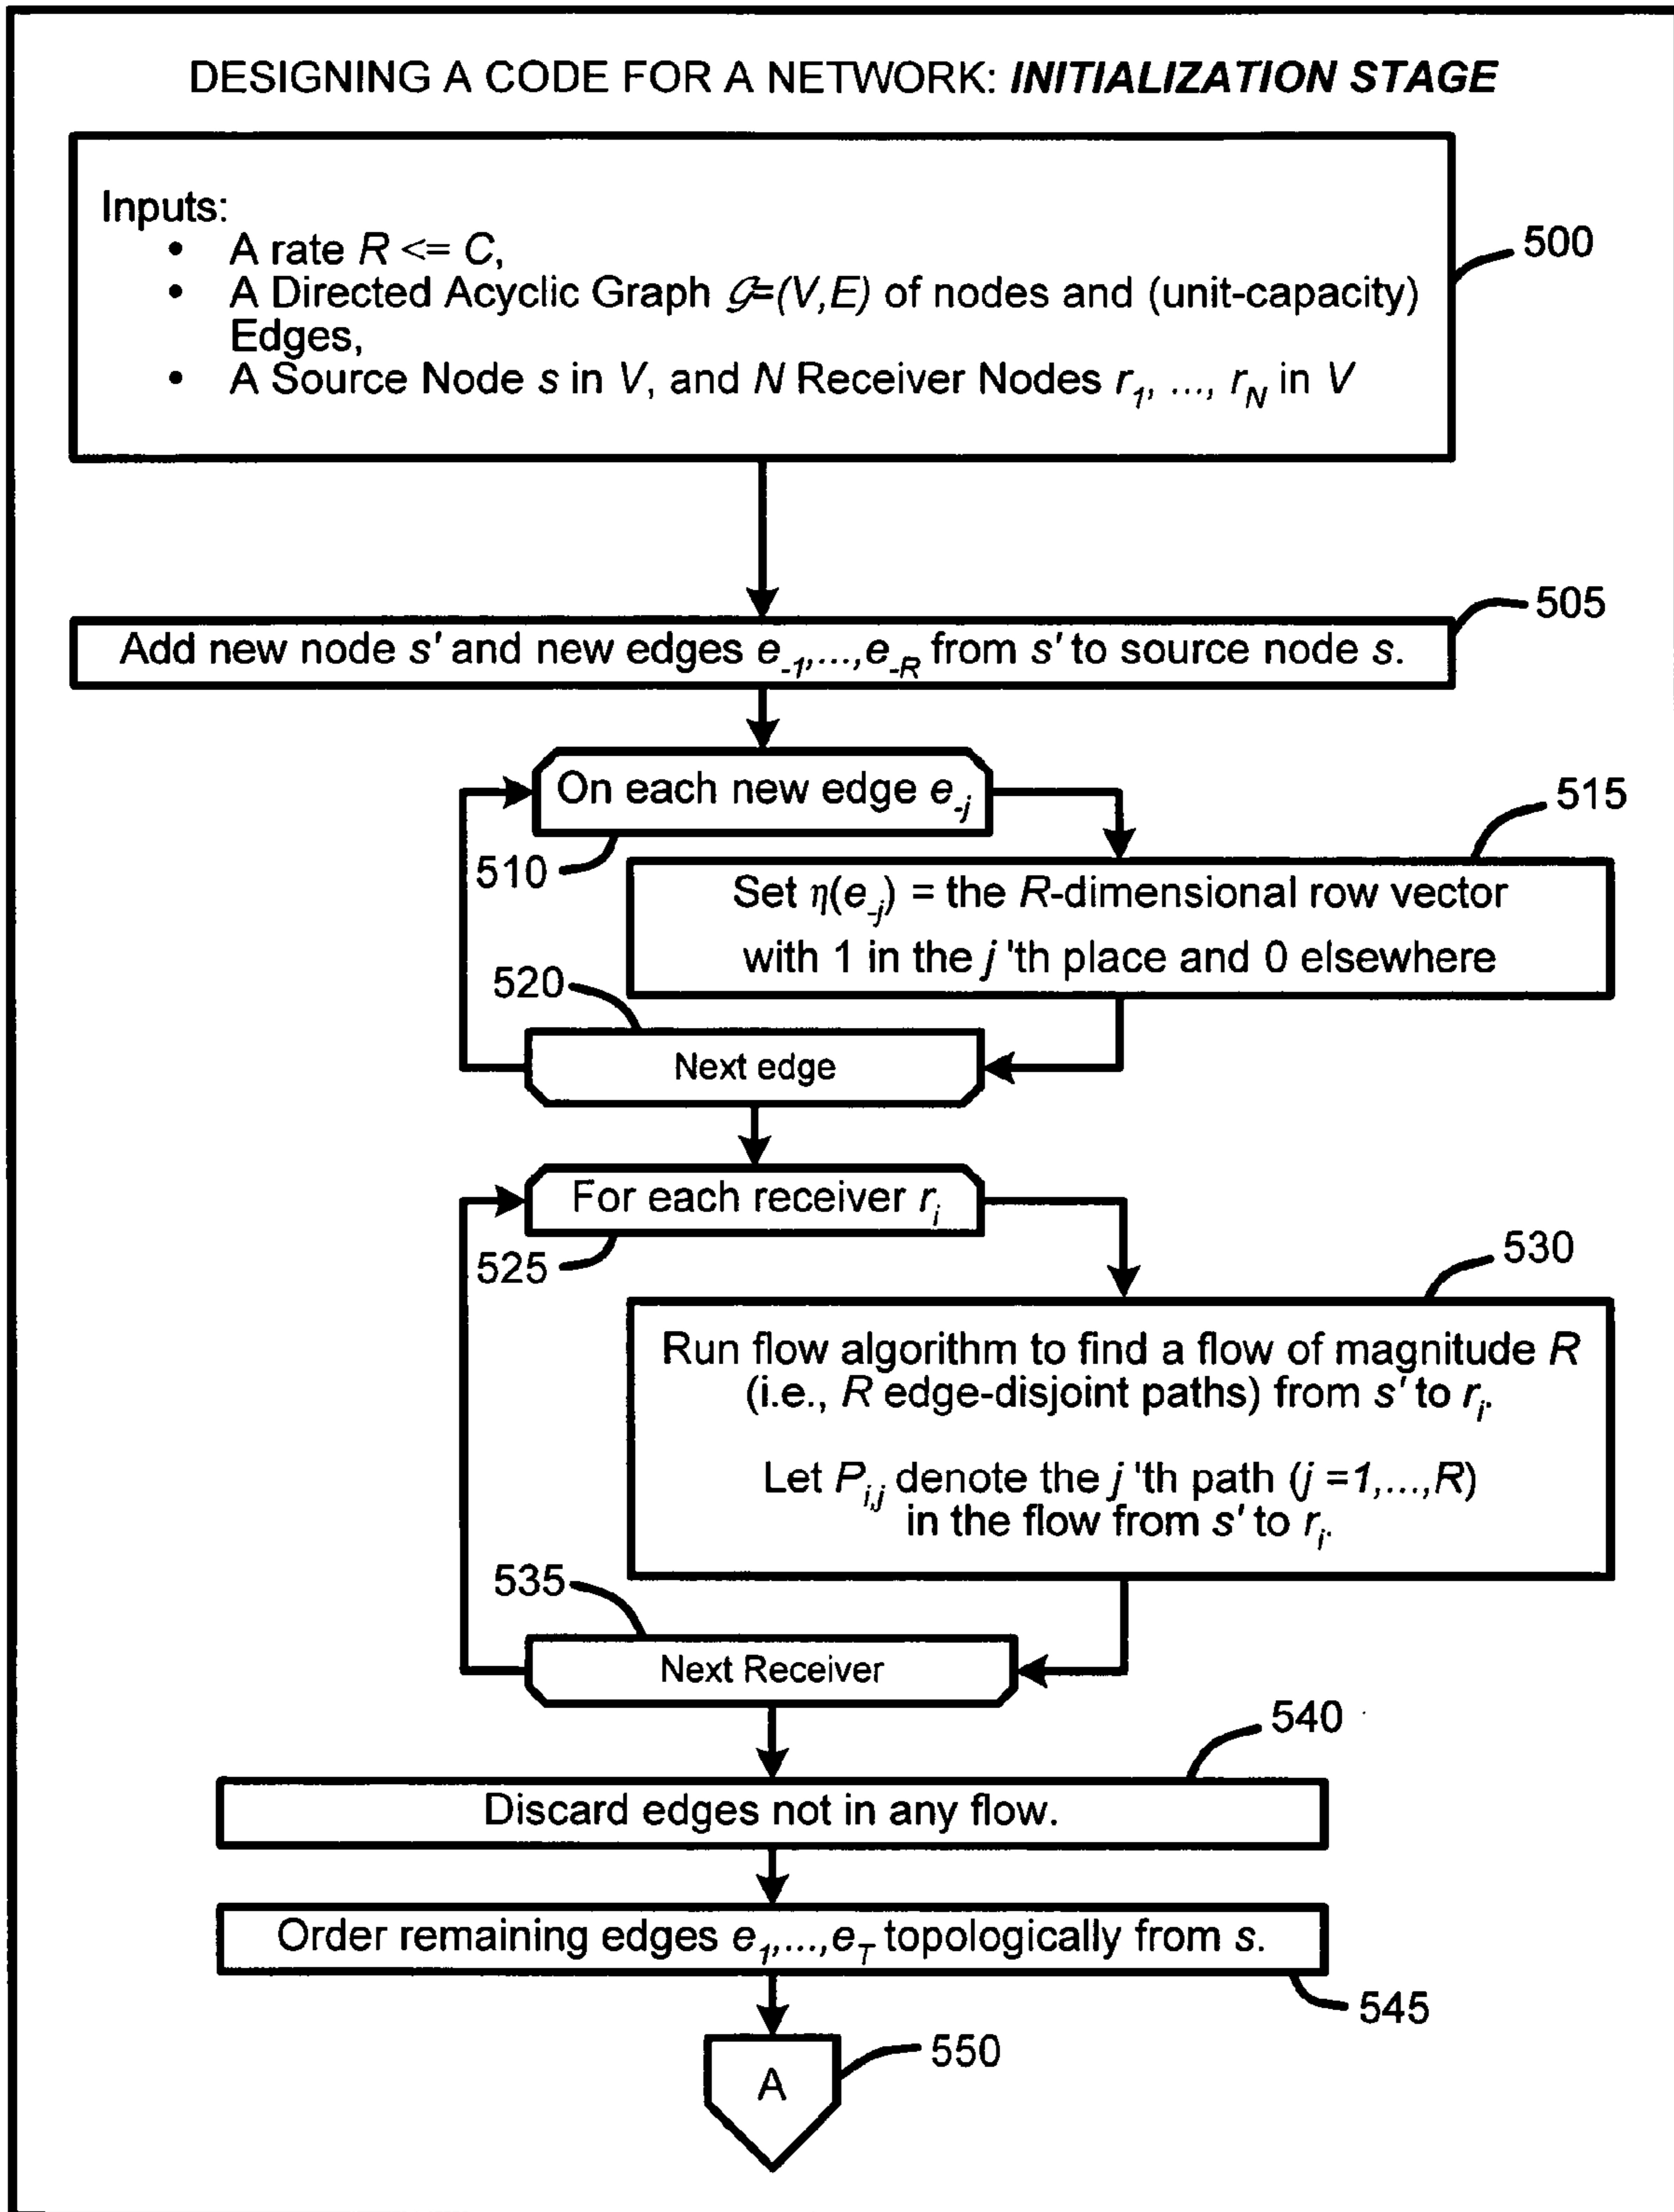 DESIGNING A CODE FOR A NETWORK: INITIALIZATION STAGE
Inputs:
• A rate R <= C,
• A Directed Acyclic Graph 𝒢=(V,E) of nodes and (unit-capacity)
Edges,
• A Source Node s in V, and N Receiver Nodes r1, ..., rN in V
500
505
Add new node s' and new edges e-1,...,e-R from s' to source node s.
On each new edge e-j
510
515
Set η(e-j) = the R-dimensional row vector
with 1 in the j 'th place and 0 elsewhere
520
Next edge
For each receiver ri
525
530
Run flow algorithm to find a flow of magnitude R
(i.e., R edge-disjoint paths) from s' to ri.
Let Pi,j denote the j 'th path (j =1,...,R)
in the flow from s' to ri.
535
Next Receiver
540
Discard edges not in any flow.
Order remaining edges e1,...,eT topologically from s.
545
550
A